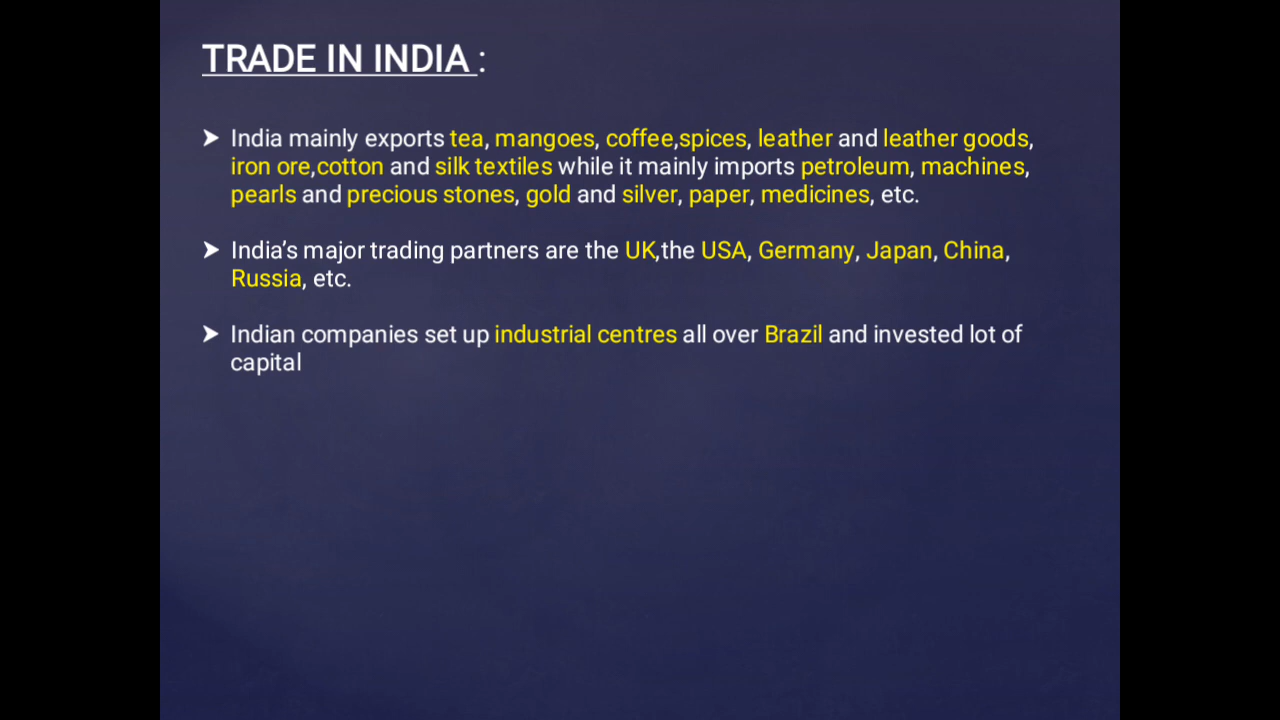 TRADE IN INDIA :
➤ India mainly exports tea, mangoes, coffee,spices, leather and leather goods,
iron ore,cotton and silk textiles while it mainly imports petroleum, machines,
pearls and precious stones, gold and silver, paper, medicines, etc.
➤ India’s major trading partners are the UK,the USA, Germany, Japan, China,
Russia, etc.
➤ Indian companies set up industrial centres all over Brazil and invested lot of
capital